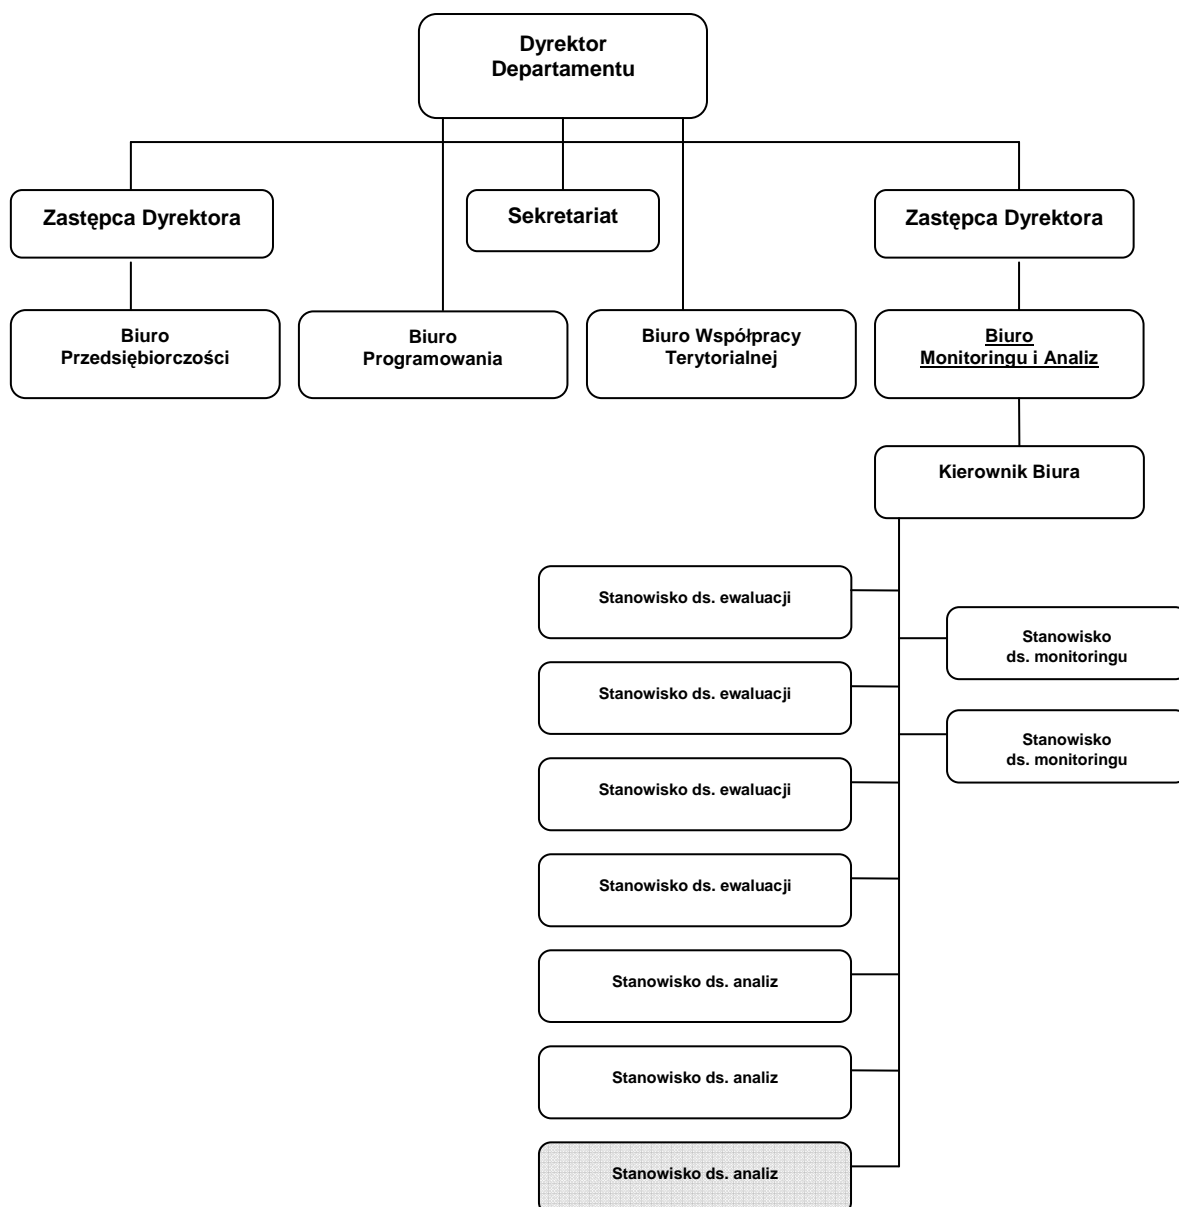 Dyrektor
Departamentu
Zastępca Dyrektora
Sekretariat
Zastępca Dyrektora
Biuro
Przedsiębiorczości
Biuro
Programowania
Biuro Współpracy
Terytorialnej
Biuro
Monitoringu i Analiz
Kierownik Biura
Stanowisko ds. ewaluacji
Stanowisko
ds. monitoringu
Stanowisko ds. ewaluacji
Stanowisko
ds. monitoringu
Stanowisko ds. ewaluacji
Stanowisko ds. ewaluacji
Stanowisko ds. analiz
Stanowisko ds. analiz
Stanowisko ds. analiz